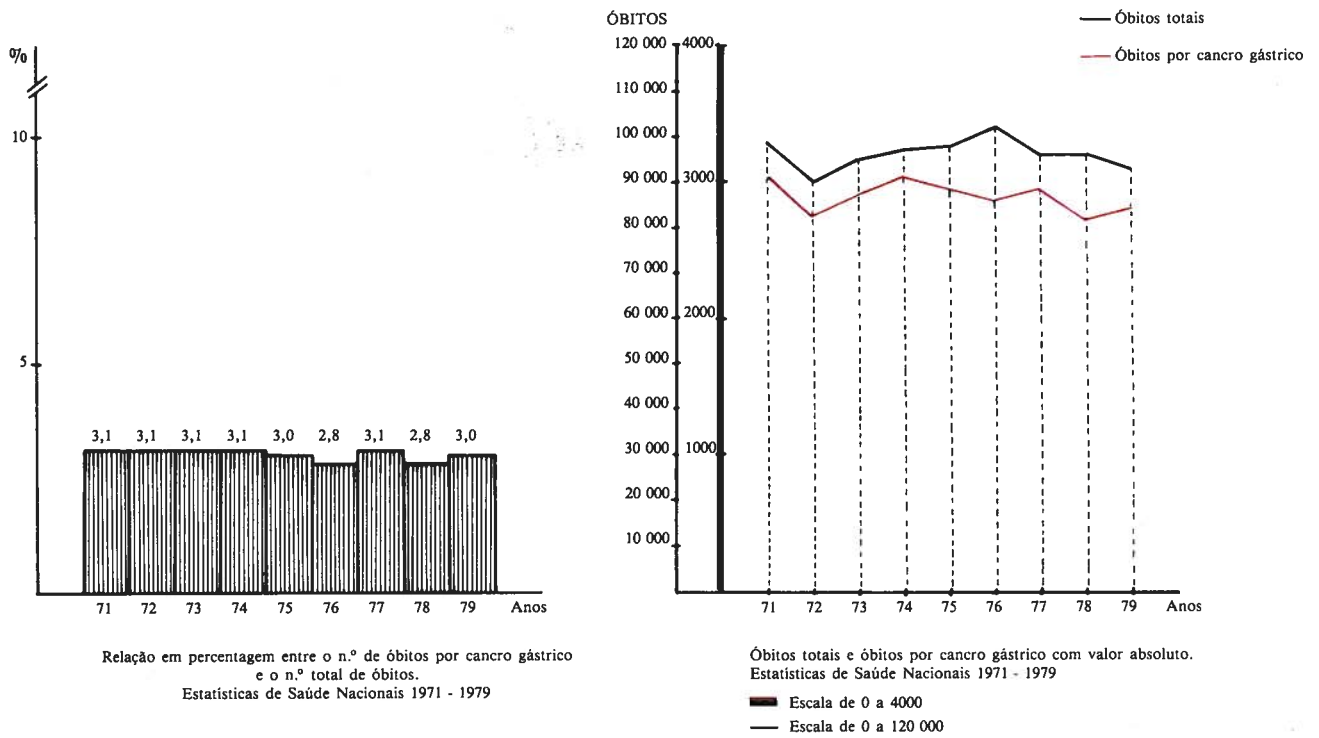 %
10
5
3,1 3,1 3,1 3,1 3,0 2,8 3,1 2,8 3,0
71 72 73 74 75 76 77 78 79 Anos
Relação em percentagem entre o n.º de óbitos por cancro gástrico
e o n.º total de óbitos.
Estatísticas de Saúde Nacionais 1971 - 1979
ÓBITOS
120 000
110 000
100 000
90 000
80 000
70 000
60 000
50 000
40 000
30 000
20 000
10 000
4000
3000
2000
1000
Óbitos totais
Óbitos por cancro gástrico
71 72 73 74 75 76 77 78 79 Anos
Óbitos totais e óbitos por cancro gástrico com valor absoluto.
Estatísticas de Saúde Nacionais 1971 - 1979
Escala de 0 a 4000
Escala de 0 a 120 000